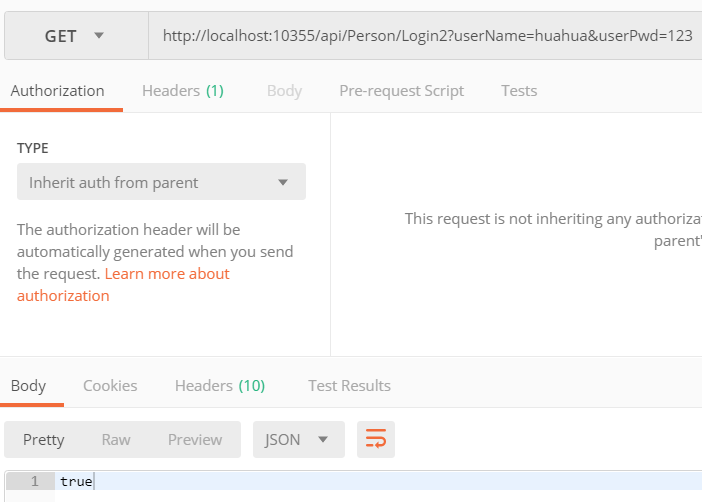 GET http://localhost:10355/api/Person/Login2?userName=huahua&userPwd=123
Authorization Headers (1) Body Pre-request Script Tests
TYPE
Inherit auth from parent
The authorization header will be
automatically generated when you send
the request. Learn more about
authorization
This request is not inheriting any authoriza
parent'
Body Cookies Headers (10) Test Results
Pretty Raw Preview JSON
1 true